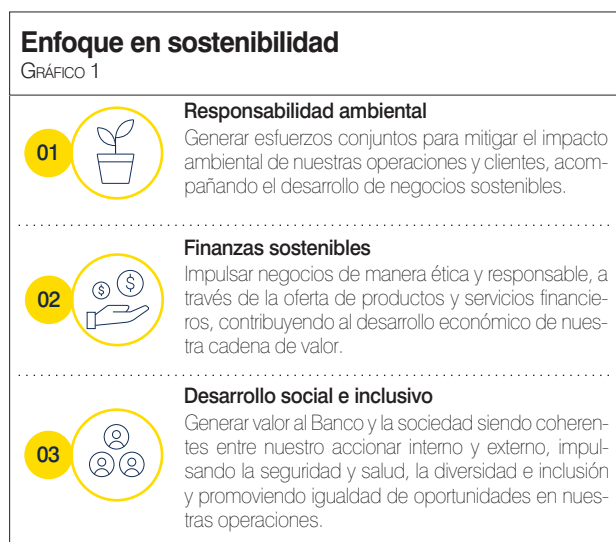 Enfoque en sostenibilidad
GRÁFICO 1
01
Responsabilidad ambiental
Generar esfuerzos conjuntos para mitigar el impacto
ambiental de nuestras operaciones y clientes, acom-
pañando el desarrollo de negocios sostenibles.
02
Finanzas sostenibles
Impulsar negocios de manera ética y responsable, a
través de la oferta de productos y servicios financie-
ros, contribuyendo al desarrollo económico de nues-
tra cadena de valor.
$
$
03
Desarrollo social e inclusivo
Generar valor al Banco y la sociedad siendo coheren-
tes entre nuestro accionar interno y externo, impul-
sando la seguridad y salud, la diversidad e inclusión
y promoviendo igualdad de oportunidades en nues-
tras operaciones.